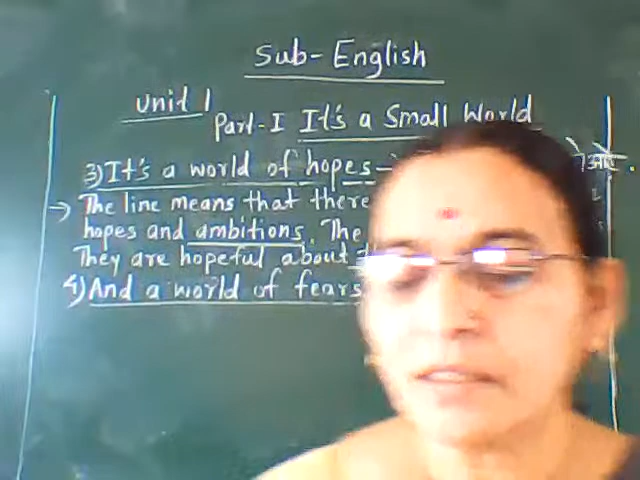 Sub- English
Unit 1
Part-I It's a Small World
3) It's a world of hopes-
→ The line means that there
hopes and ambitions. The
They are hopeful about
4) And a world of fears